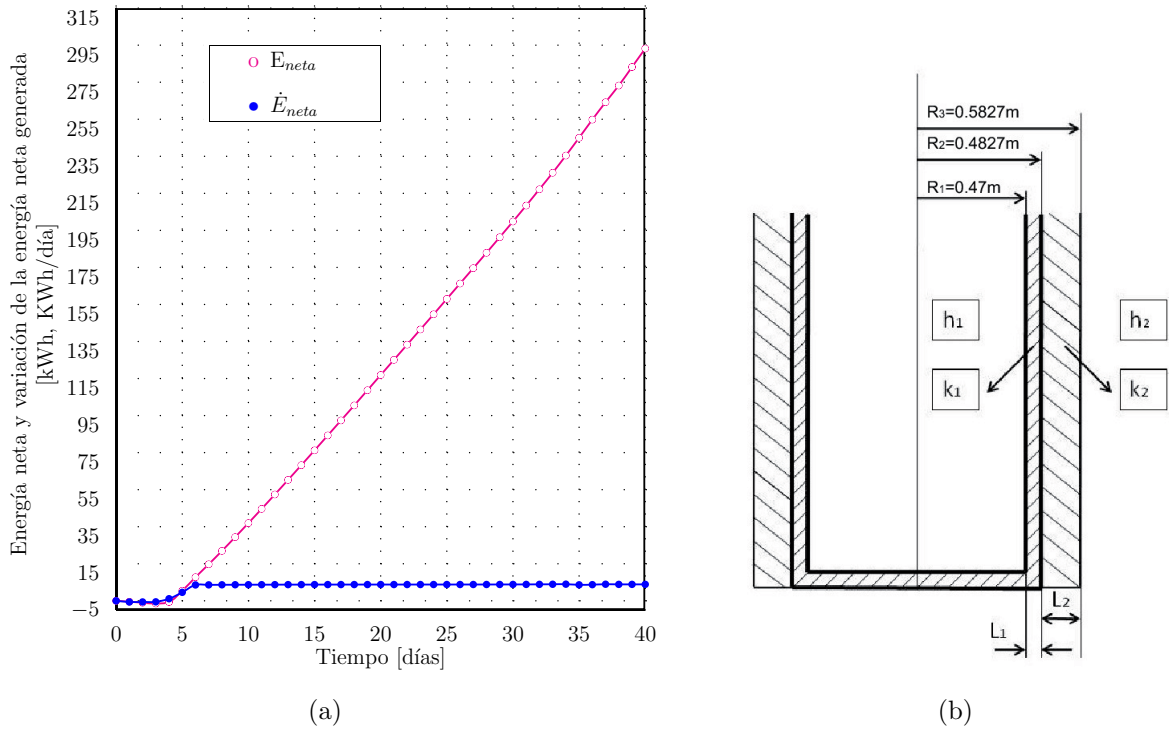 Energía neta y variación de la energía neta generada
[kWh, KWh/día]
315
295
275
255
235
215
195
175
155
135
115
95
75
55
35
15
−5
E_neta
Ė_neta
0 5 10 15 20 25 30 35 40
Tiempo [días]
(a)
R₃=0.5827m
R₂=0.4827m
R₁=0.47m
h₁ h₂
k₁ k₂
L₂
L₁
(b)